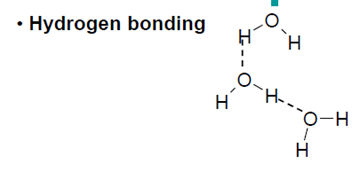 • Hydrogen bonding
O
H H
O
H H
O-H
H